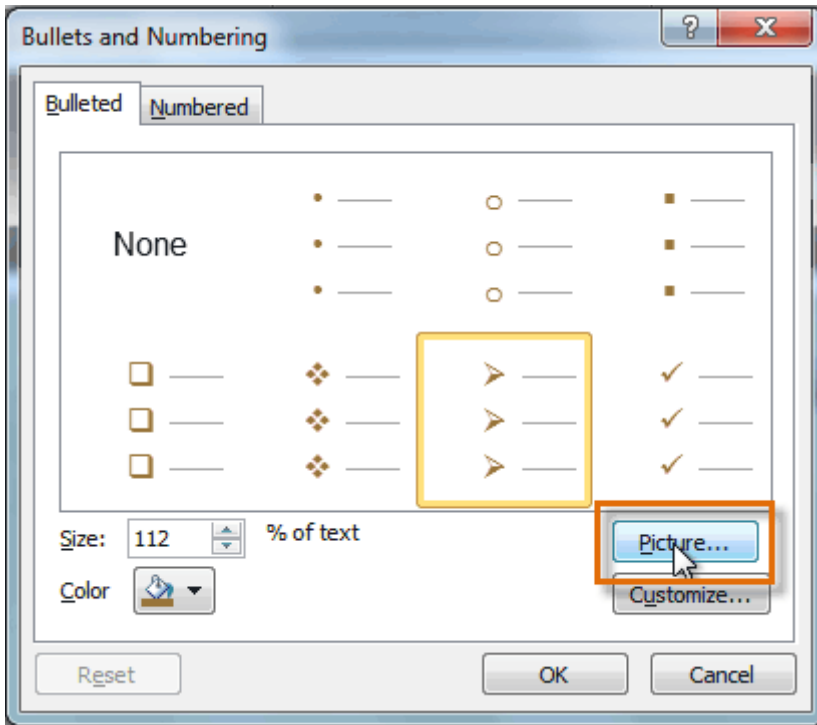 Bullets and Numbering
Bulleted
Numbered
None
Size: 112 % of text
Picture...
Color
Customize...
Reset
OK
Cancel